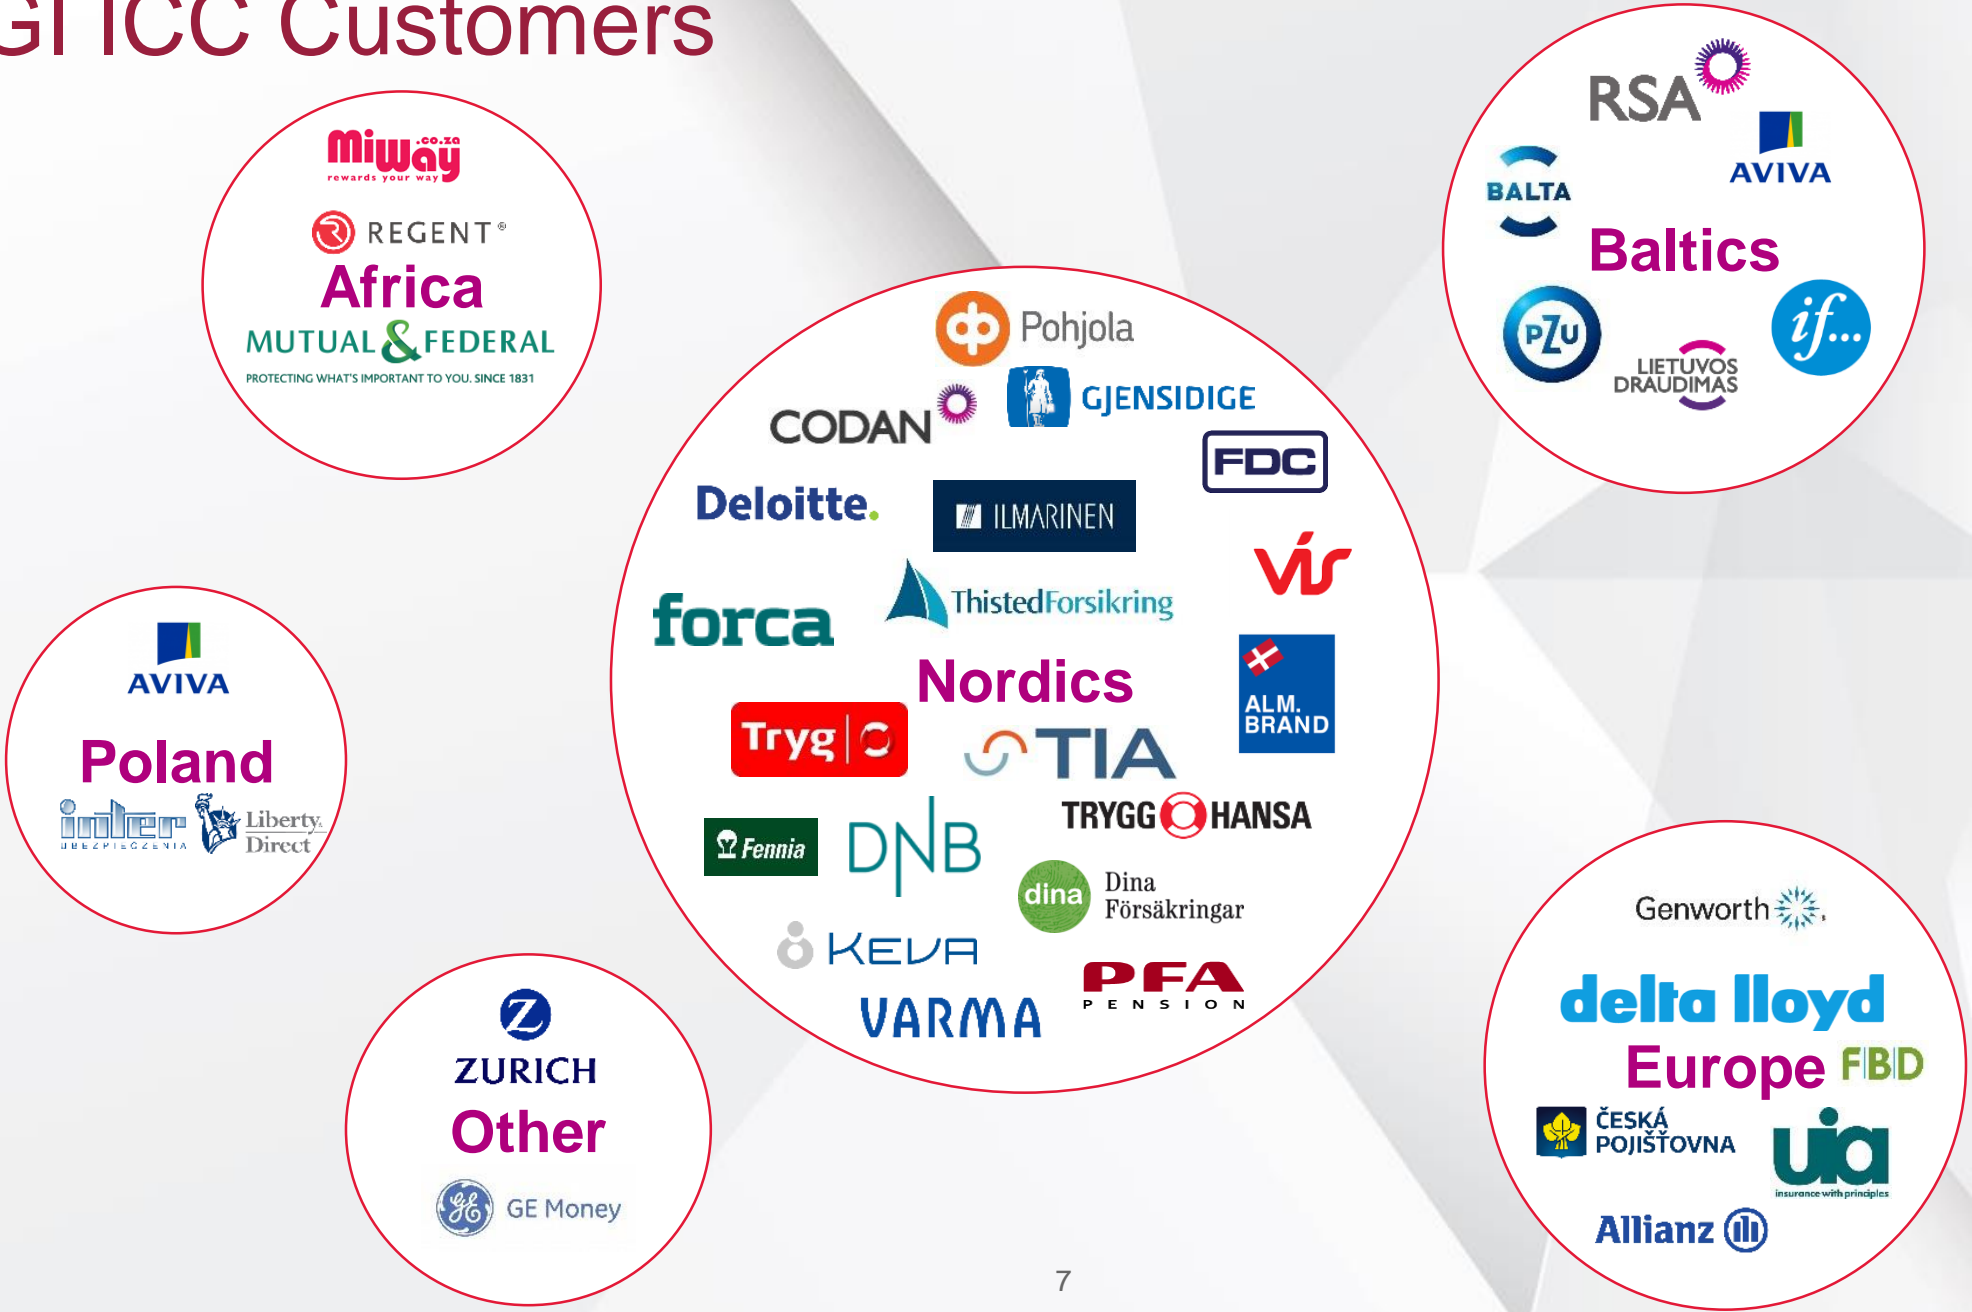 GI ICC Customers
miway .co.za
rewards your way
REGENT®
Africa
MUTUAL & FEDERAL
PROTECTING WHAT'S IMPORTANT TO YOU. SINCE 1831
RSA
AVIVA
BALTA
Baltics
PZU
if...
LIETUVOS
DRAUDIMAS
Pohjola
GJENSIDIGE
CODAN
FDC
Deloitte.
ILMARINEN
vís
ThistedForsikring
forca
Nordics
ALM.
BRAND
Tryg
TIA
TRYGG HANSA
Fennia
DNB
dina
Dina
Försäkringar
KEVA
PFA
PENSION
VARMA
AVIVA
Poland
inter
UBEZPIECZENIA
Liberty
Direct
Z
ZURICH
Other
GE
GE Money
Genworth
delta lloyd
Europe
FBD
ČESKÁ
POJIŠŤOVNA
uia
insurance with principles
Allianz
7